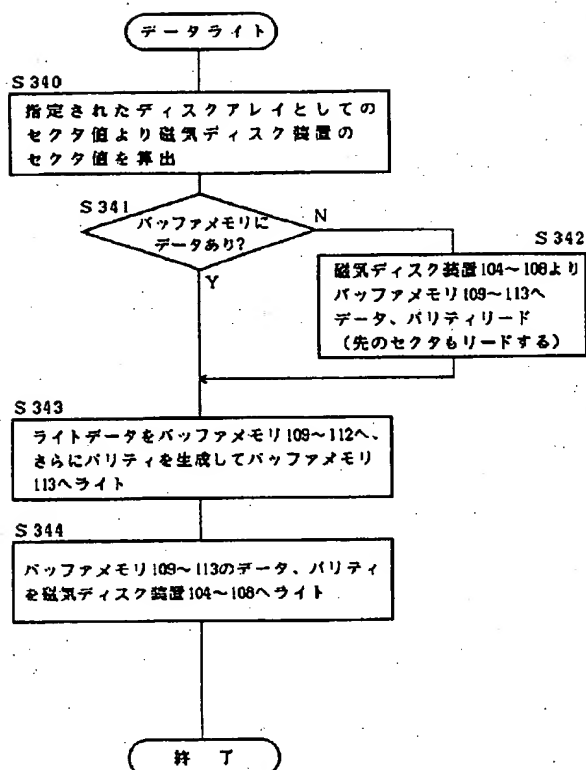 データライト
S340
指定されたディスクアレイとしての
セクタ値より磁気ディスク装置の
セクタ値を算出
S341
バッファメモリに
データあり?
N
Y
S342
磁気ディスク装置104~108より
バッファメモリ109~113へ
データ、パリティリード
(先のセクタもリードする)
S343
ライトデータをバッファメモリ109~112へ、
さらにパリティを生成してバッファメモリ
113へライト
S344
バッファメモリ109~113のデータ、パリティ
を磁気ディスク装置104~108へライト
終了